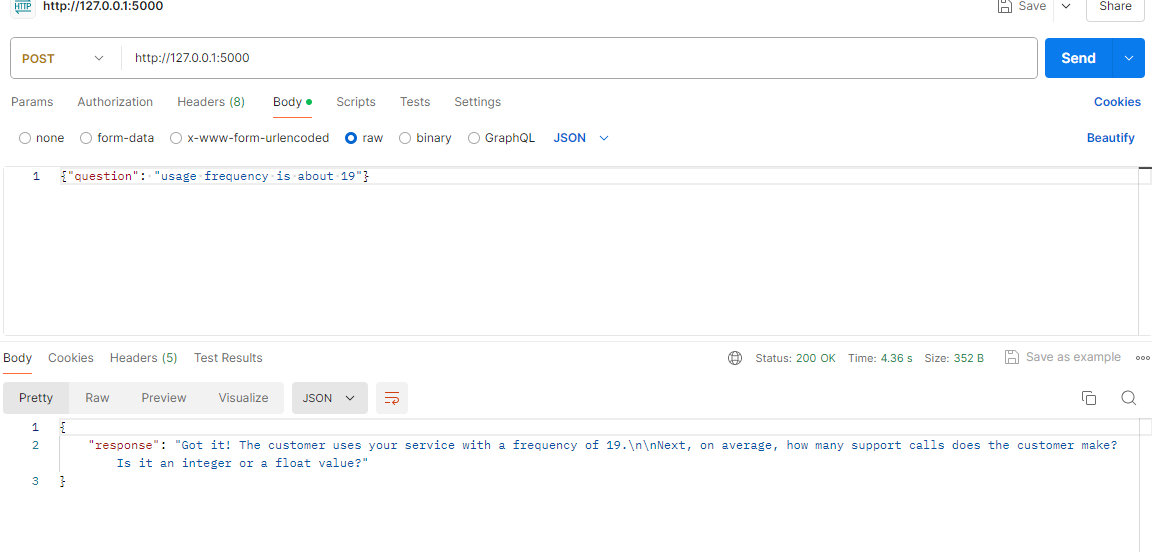 HTTP http://127.0.0.1:5000 Save Share
POST http://127.0.0.1:5000 Send
Params Authorization Headers (8) Body Scripts Tests Settings Cookies
none form-data x-www-form-urlencoded raw binary GraphQL JSON Beautify
1 {"question": "usage frequency is about 19"}
Body Cookies Headers (5) Test Results Status: 200 OK Time: 4.36 s Size: 352 B Save as example
Pretty Raw Preview Visualize JSON
1 {
2 "response": "Got it! The customer uses your service with a frequency of 19.\n\nNext, on average, how many support calls does the customer make?
Is it an integer or a float value?"
3 }